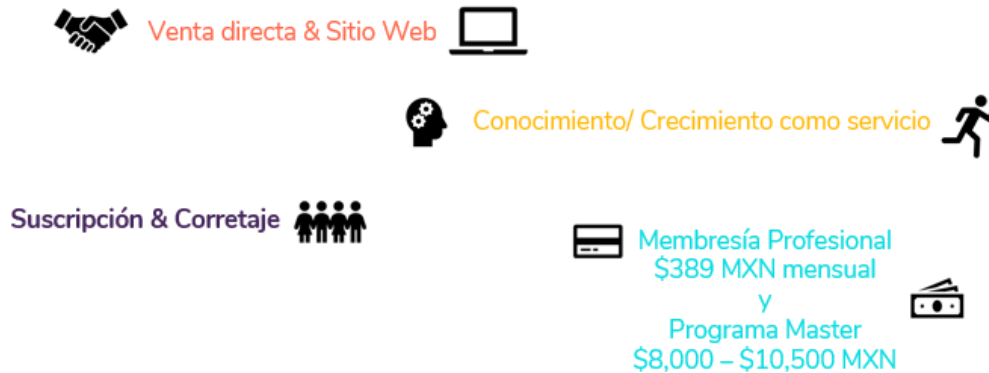 Venta directa & Sitio Web
Conocimiento/ Crecimiento como servicio
Suscripción & Corretaje
Membresía Profesional
$389 MXN mensual
y
Programa Master
$8,000 – $10,500 MXN